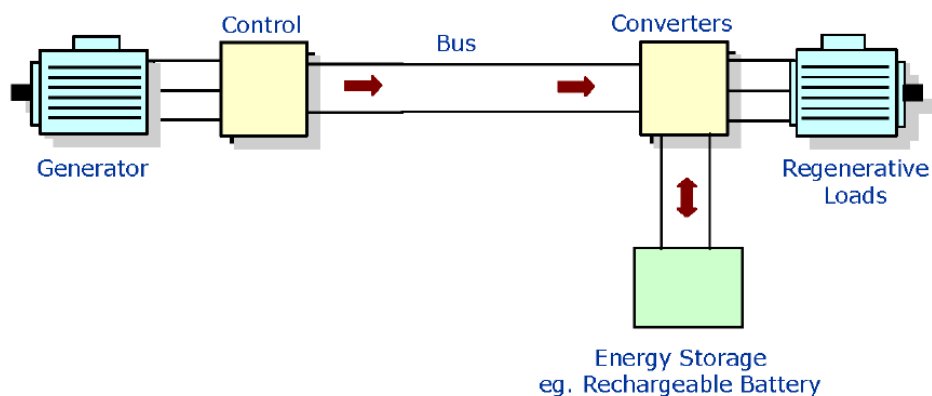 Control
Bus
Converters
Generator
Regenerative
Loads
Energy Storage
eg. Rechargeable Battery